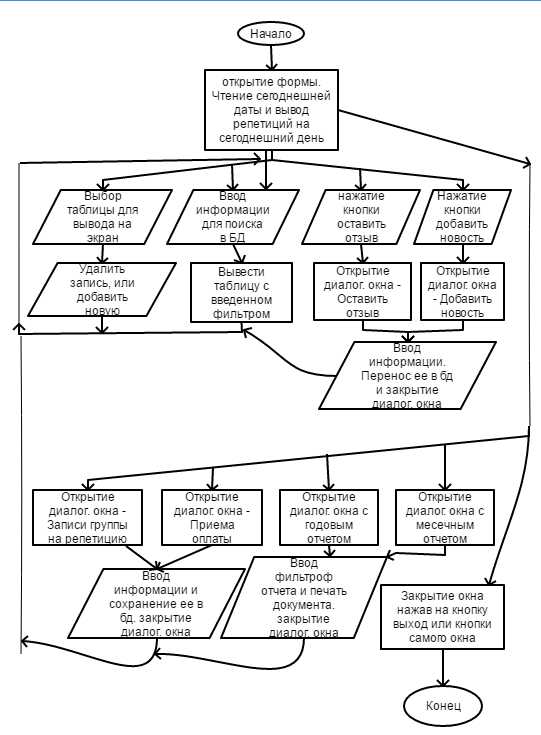 Начало
открытие формы.
Чтение сегоднешней
даты и вывод
репетиций на
сегоднешний день
Выбор
таблицы для
вывода на
экран
Ввод
информации
для поиска
в БД
нажатие
кнопки
оставить
отзыв
Нажатие
кнопки
добавить
новость
Удалить
запись, или
добавить
новую
Вывести
таблицу с
введенном
фильтром
Открытие
диалог. окна -
Оставить
отзыв
Открытие
диалог. окна
- Добавить
новость
Ввод
информации.
Перенос ее в бд
и закрытие
диалог. окна
Открытие
диалог. окна -
Записи группы
на репетицию
Открытие
диалог. окна -
Приема
оплаты
Открытие
диалог. окна с
годовым
отчетом
Открытие
диалог. окна с
месечным
отчетом
Ввод
информации и
сохранение ее в
бд. закрытие
диалог. окна
Ввод
фильтроф
отчета и печать
документа.
закрытие
диалог. окна
Закрытие окна
нажав на кнопку
выход или кнопки
самого окна
Конец